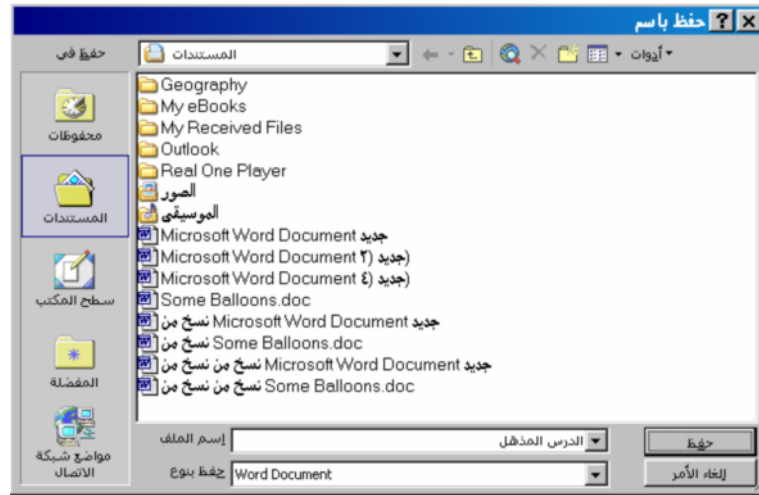 حفظ باسم
حفظ في
المستندات
أدوات
محفوظات
المستندات
سطح المكتب
المفضلة
مواضع شبكة
الاتصال
Geography
My eBooks
My Received Files
Outlook
Real One Player
الصور
الموسيقى
Microsoft Word Document جديد
Microsoft Word Document جديد (٢)
Microsoft Word Document جديد (٤)
Some Balloons.doc
نسخ من Microsoft Word Document جديد
نسخ من Some Balloons.doc
نسخ من نسخ من Microsoft Word Document جديد
نسخ من نسخ من Some Balloons.doc
إسم الملف
الدرس المذهل
حفظ
حفظ بنوع
Word Document
إلغاء الأمر